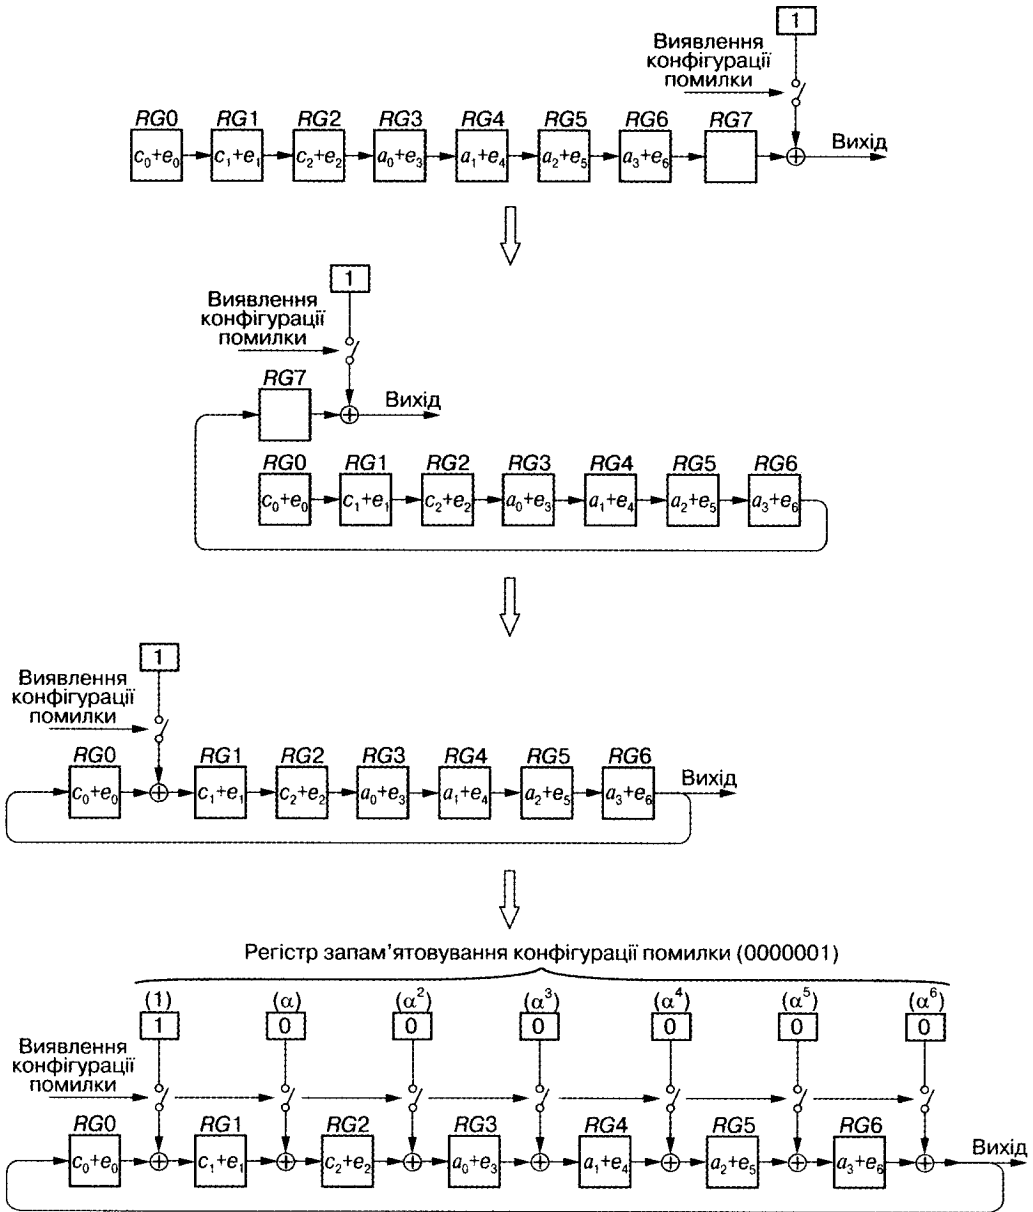 1
Виявлення
конфігурації
помилки
RG0 RG1 RG2 RG3 RG4 RG5 RG6 RG7
Вихід
c₀+e₀ c₁+e₁ c₂+e₂ a₀+e₃ a₁+e₄ a₂+e₅ a₃+e₆
1
Виявлення
конфігурації
помилки
RG7
Вихід
RG0 RG1 RG2 RG3 RG4 RG5 RG6
c₀+e₀ c₁+e₁ c₂+e₂ a₀+e₃ a₁+e₄ a₂+e₅ a₃+e₆
1
Виявлення
конфігурації
помилки
RG0 RG1 RG2 RG3 RG4 RG5 RG6
Вихід
c₀+e₀ c₁+e₁ c₂+e₂ a₀+e₃ a₁+e₄ a₂+e₅ a₃+e₆
Регістр запам'ятовування конфігурації помилки (0000001)
(1) (α) (α²) (α³) (α⁴) (α⁵) (α⁶)
1 0 0 0 0 0 0
Виявлення
конфігурації
помилки
RG0 RG1 RG2 RG3 RG4 RG5 RG6
Вихід
c₀+e₀ c₁+e₁ c₂+e₂ a₀+e₃ a₁+e₄ a₂+e₅ a₃+e₆